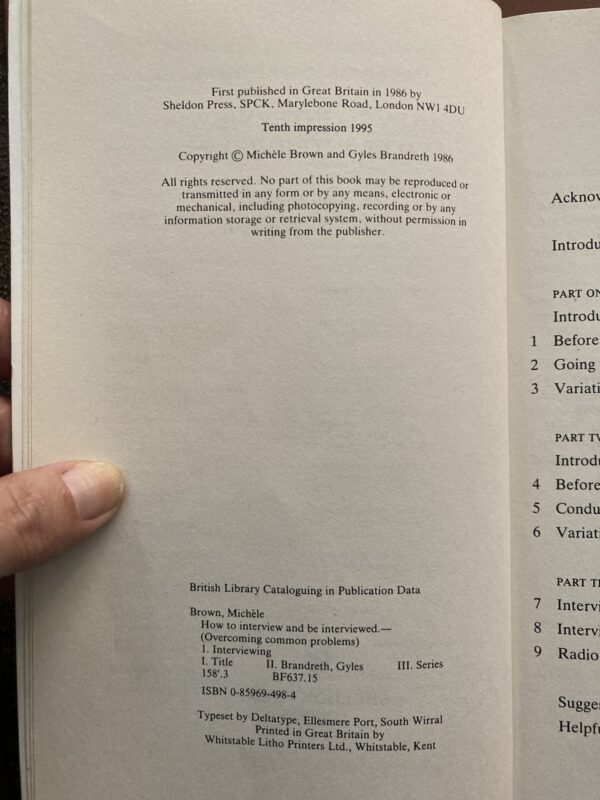 First published in Great Britain in 1986 by
Sheldon Press, SPCK, Marylebone Road, London NW1 4DU
Tenth impression 1995
Copyright © Michèle Brown and Gyles Brandreth 1986
All rights reserved. No part of this book may be reproduced or
transmitted in any form or by any means, electronic or
mechanical, including photocopying, recording or by any
information storage or retrieval system, without permission in
writing from the publisher.
British Library Cataloguing in Publication Data
Brown, Michèle
How to interview and be interviewed.—
(Overcoming common problems)
1. Interviewing
I. Title II. Brandreth, Gyles III. Series
158'.3 BF637.15
ISBN 0-85969-498-4
Typeset by Deltatype, Ellesmere Port, South Wirral
Printed in Great Britain by
Whitstable Litho Printers Ltd., Whitstable, Kent
Acknov
Introdu
PART ON
Introdu
1 Before
2 Going
3 Variati
PART TW
Introdu
4 Before
5 Condu
6 Variati
PART TH
7 Intervi
8 Intervi
9 Radio
Sugges
Helpfu